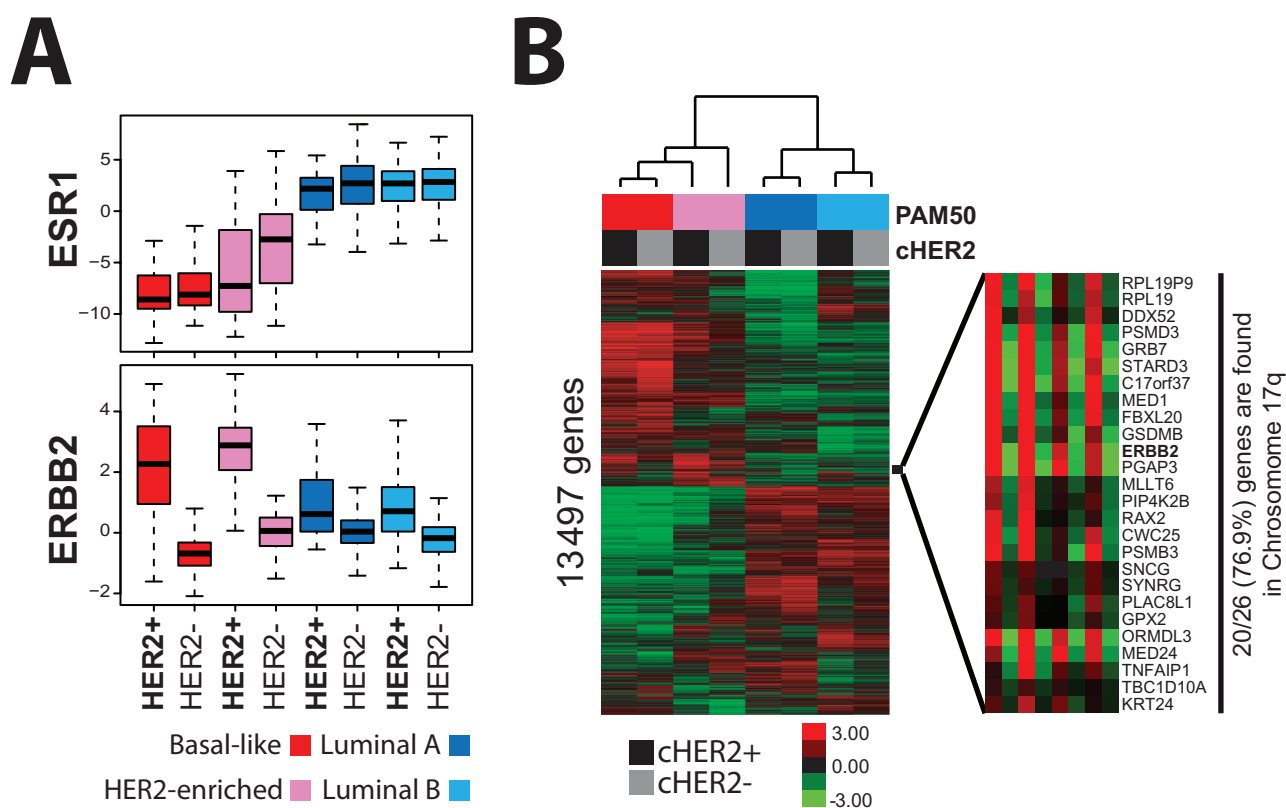 A
B
ESR1
5
0
−5
−10
ERBB2
4
2
0
−2
HER2+
HER2-
HER2+
HER2-
HER2+
HER2-
HER2+
HER2-
Basal-like
Luminal A
HER2-enriched
Luminal B
PAM50
cHER2
13497 genes
RPL19P9
RPL19
DDX52
PSMD3
GRB7
STARD3
C17orf37
MED1
FBXL20
GSDMB
ERBB2
PGAP3
MLLT6
PIP4K2B
RAX2
CWC25
PSMB3
SNCG
SYNRG
PLAC8L1
GPX2
ORMDL3
MED24
TNFAIP1
TBC1D10A
KRT24
20/26 (76.9%) genes are found
in Chromosome 17q
cHER2+
cHER2-
3.00
0.00
-3.00